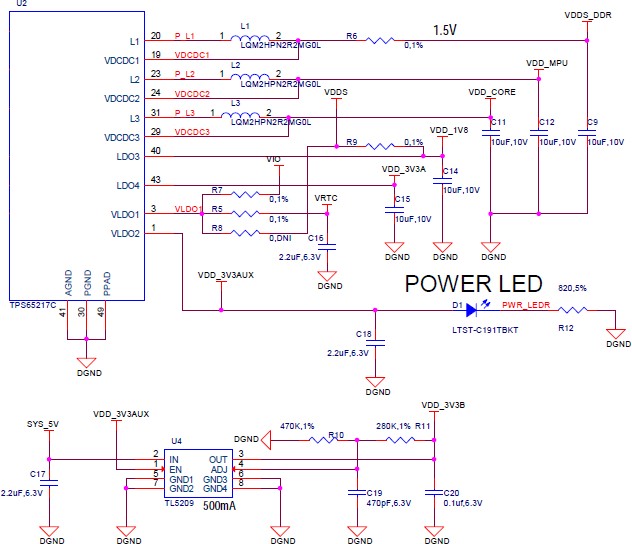 U2
VDDS_DDR
L1 20 P_L1 1 L1 2 LQM2HPN2R2MG0L R6 0,1% 1.5V
VDCDC1 19 VDCDC1
L2 23 P_L2 1 L2 2 LQM2HPN2R2MG0L VDD_MPU
VDCDC2 24 VDCDC2 VDDS VDD_CORE
L3 31 P_L3 1 L3 2 LQM2HPN2R2MG0L
C11 C12 C9
VDCDC3 29 VDCDC3 VDD_1V8
10uF,10V 10uF,10V 10uF,10V
R9 0,1%
LDO3 40
VIO VDD_3V3A C14
LDO4 43 10uF,10V
R7 0,1% VRTC C15
VLDO1 3 VLDO1 R5 0,1% 10uF,10V
VLDO2 1 R8 0,DNI C16
2.2uF,6.3V
DGND DGND DGND
DGND
AGND PGND PPAD
VDD_3V3AUX
POWER LED
TPS65217C
41 30 49
D1 PWR_LEDR 820,5%
LTST-C191TBKT R12
C18
2.2uF,6.3V
DGND
DGND
DGND
VDD_3V3B
SYS_5V VDD_3V3AUX
470K,1% 280K,1% R11
U4 DGND R10
2 IN OUT 3
1 EN ADJ 4
C17 5 GND1 GND3 6
7 GND2 GND4 8
2.2uF,6.3V
TL5209 500mA
C19 C20
470pF,6.3V 0.1uf,6.3V
DGND DGND DGND DGND DGND